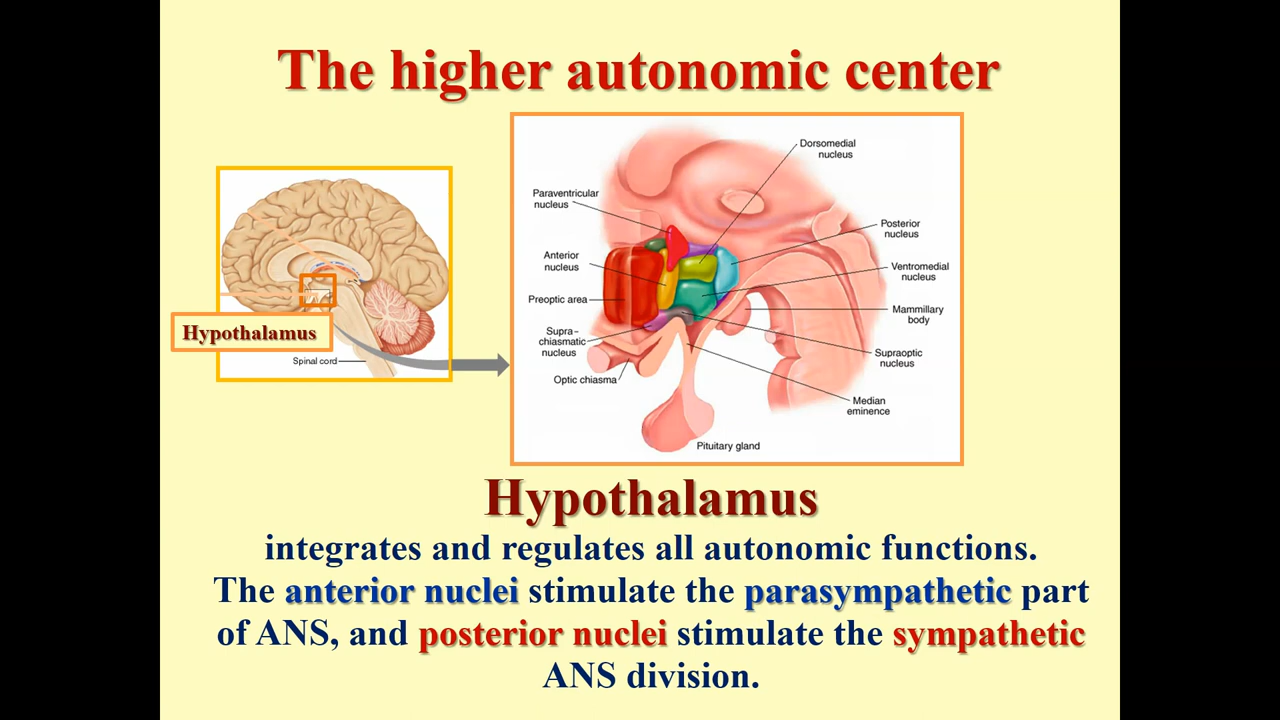 The higher autonomic center
Hypothalamus
Spinal cord
Dorsomedial
nucleus
Paraventricular
nucleus
Posterior
nucleus
Anterior
nucleus
Ventromedial
nucleus
Preoptic area
Mammillary
body
Supra-
chiasmatic
nucleus
Supraoptic
nucleus
Optic chiasma
Median
eminence
Pituitary gland
Hypothalamus
integrates and regulates all autonomic functions.
The anterior nuclei stimulate the parasympathetic part
of ANS, and posterior nuclei stimulate the sympathetic
ANS division.